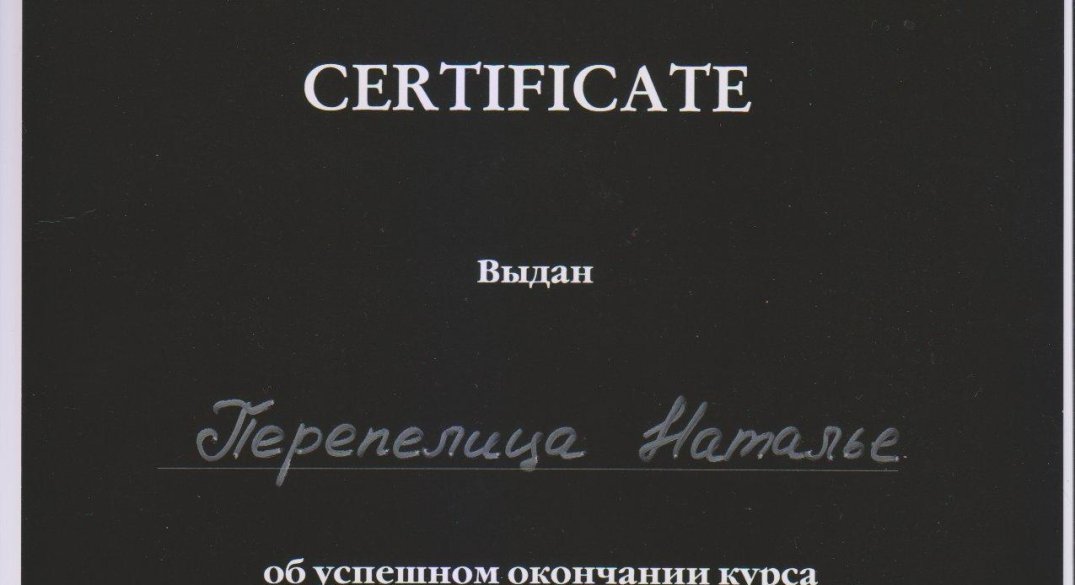 CERTIFICATE
Выдан
Перепелица Наталье
об успешном окончании курса